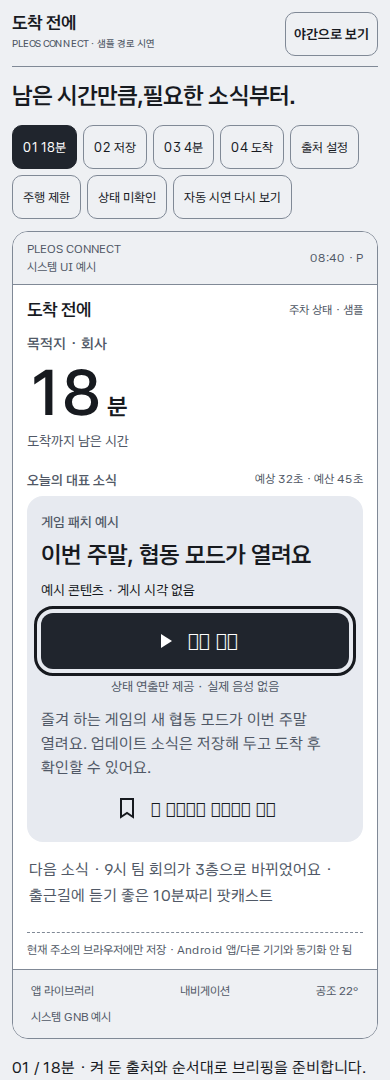 도착 전에
PLEOS CONNECT · 샘플 경로 시연
야간으로 보기
남은 시간만큼,필요한 소식부터.
01 18분
02 저장
03 4분
04 도착
출처 설정
주행 제한
상태 미확인
자동 시연 다시 보기
PLEOS CONNECT
시스템 UI 예시
08:40 · P
도착 전에
주차 상태 · 샘플
목적지 · 회사
18분
도착까지 남은 시간
오늘의 대표 소식
예상 32초 · 예산 45초
게임 패치 예시
이번 주말, 협동 모드가 열려요
예시 콘텐츠 · 게시 시각 없음
상태 연출만 제공 · 실제 음성 없음
즐겨 하는 게임의 새 협동 모드가 이번 주말
열려요. 업데이트 소식은 저장해 두고 도착 후
확인할 수 있어요.
다음 소식 · 9시 팀 회의가 3층으로 바뀌었어요 ·
출근길에 듣기 좋은 10분짜리 팟캐스트
현재 주소의 브라우저에만 저장 · Android 앱/다른 기기와 동기화 안 됨
앱 라이브러리
내비게이션
공조 22°
시스템 GNB 예시
01 / 18분 · 켜 둔 출처와 순서대로 브리핑을 준비합니다.